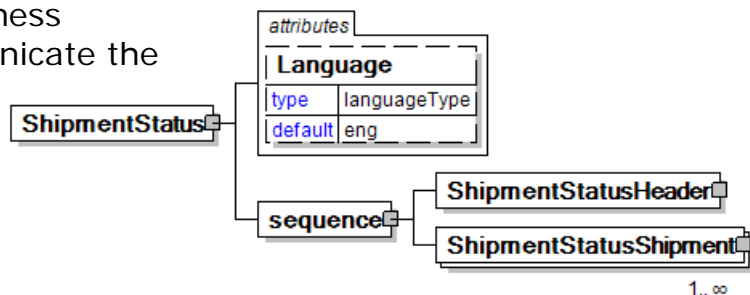 ness
nicate the
attributes
Language
type languageType
default eng
ShipmentStatus
sequence
ShipmentStatusHeader
ShipmentStatusShipment
1..∞